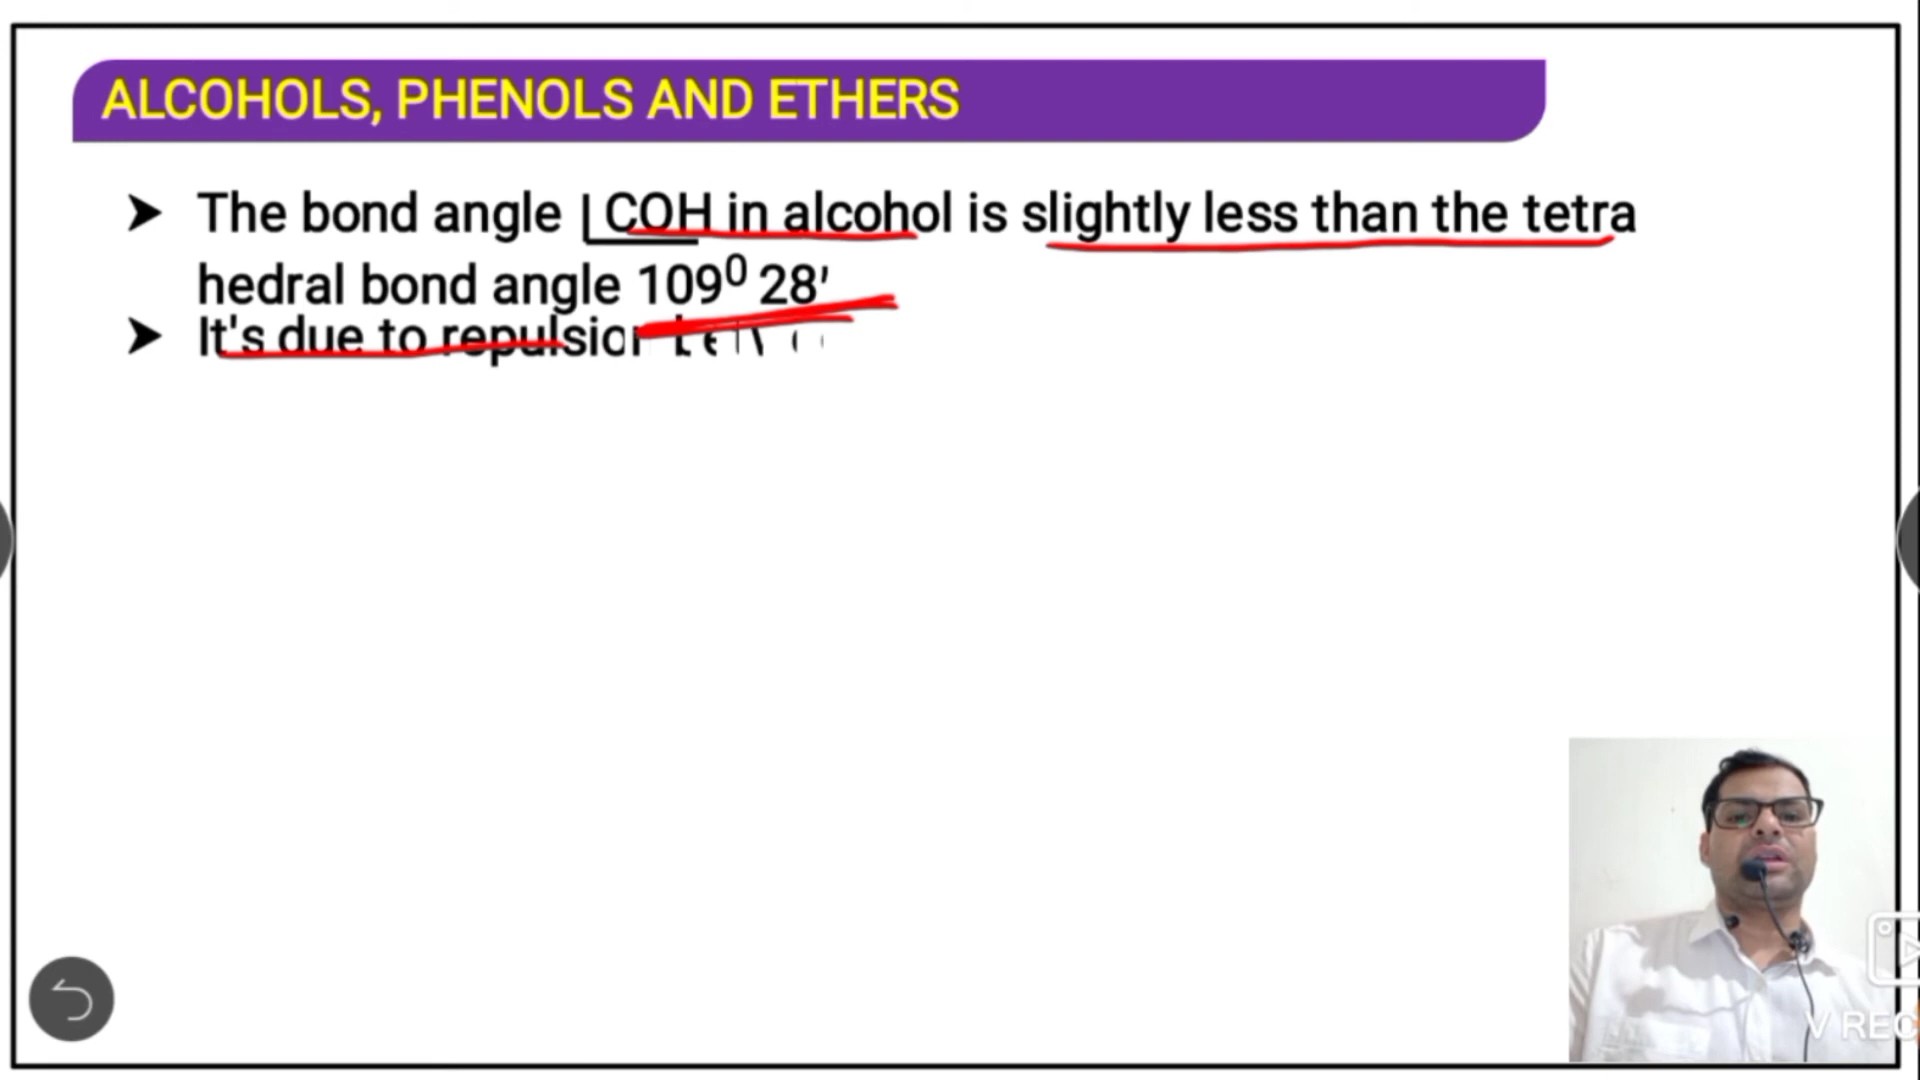 ALCOHOLS, PHENOLS AND ETHERS
➤ The bond angle ∟COH in alcohol is slightly less than the tetra
hedral bond angle 109⁰ 28′
➤ It's due to repulsion
V REC